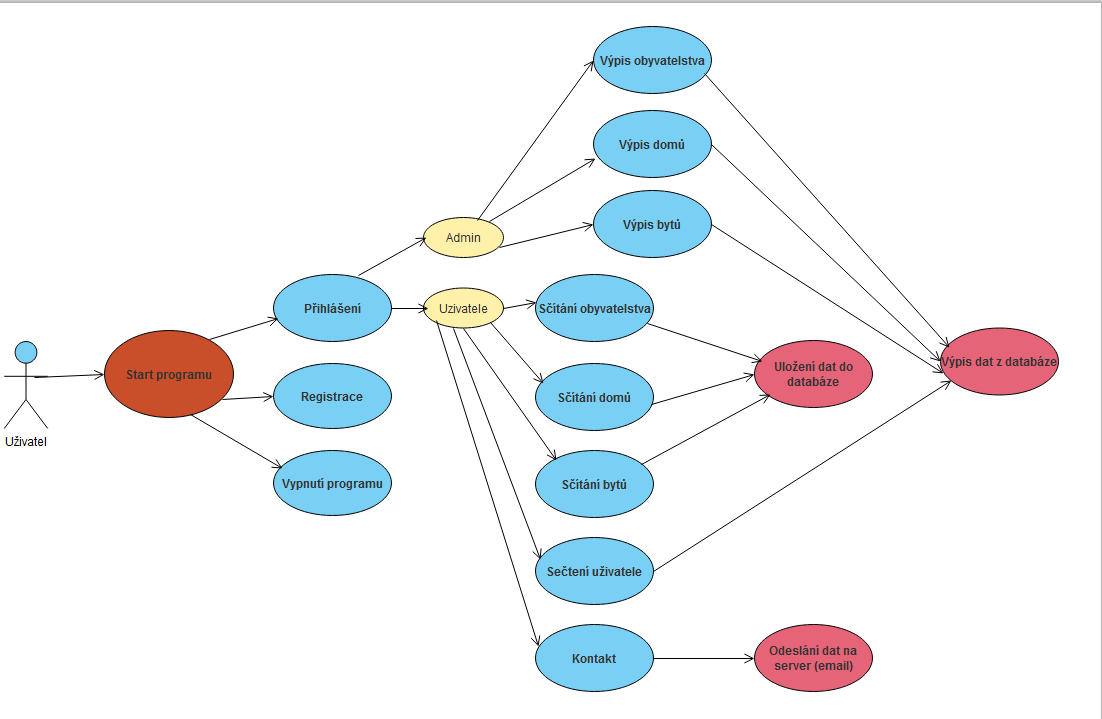 Výpis obyvatelstva
Výpis domů
Výpis bytů
Admin
Přihlášení
Uzivatele
Sčítání obyvatelstva
Start programu
Uložení dat do
databáze
Výpis dat z databáze
Registrace
Sčítání domů
Uživatel
Vypnutí programu
Sčítání bytů
Sečtení uživatele
Kontakt
Odeslání dat na
server (email)